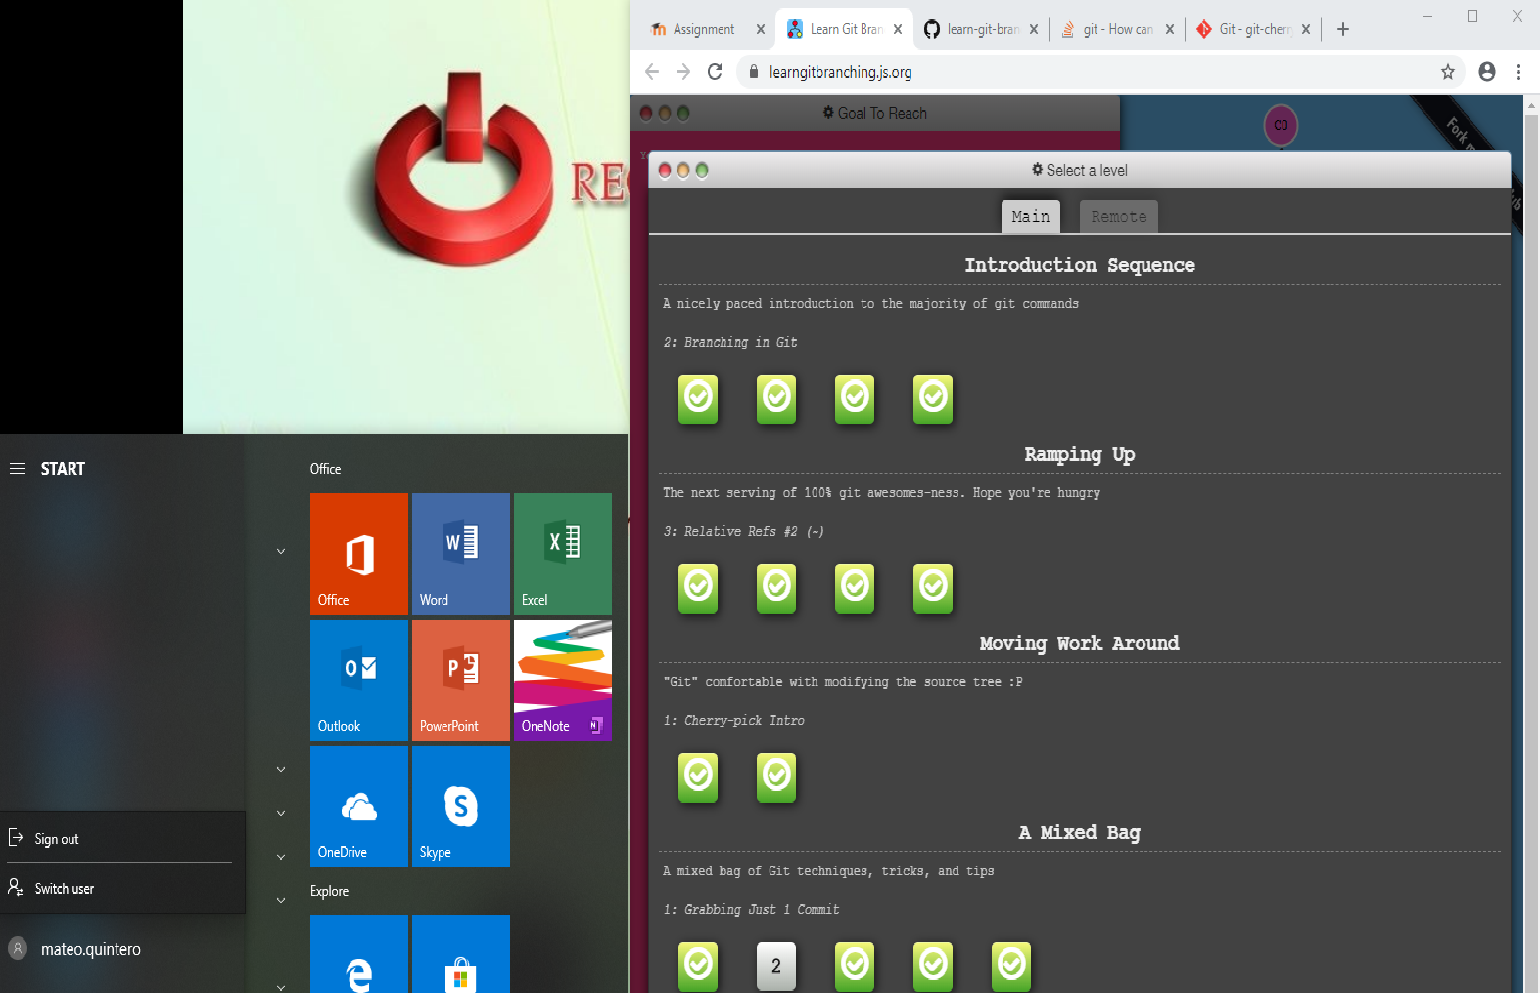 Assignment
Learn Git Bran
learn-git-bran
git - How can
Git - git-cherry
learngitbranching.js.org
Goal To Reach
C0
Fork m
Select a level
Main
Remote
Introduction Sequence
A nicely paced introduction to the majority of git commands
2: Branching in Git
Ramping Up
The next serving of 100% git awesomes-ness. Hope you're hungry
3: Relative Refs #2 (~)
Moving Work Around
"Git" comfortable with modifying the source tree :P
1: Cherry-pick Intro
A Mixed Bag
A mixed bag of Git techniques, tricks, and tips
1: Grabbing Just 1 Commit
2
START
Office
Office
Word
Excel
Outlook
PowerPoint
OneNote
OneDrive
Skype
Explore
Sign out
Switch user
mateo.quintero